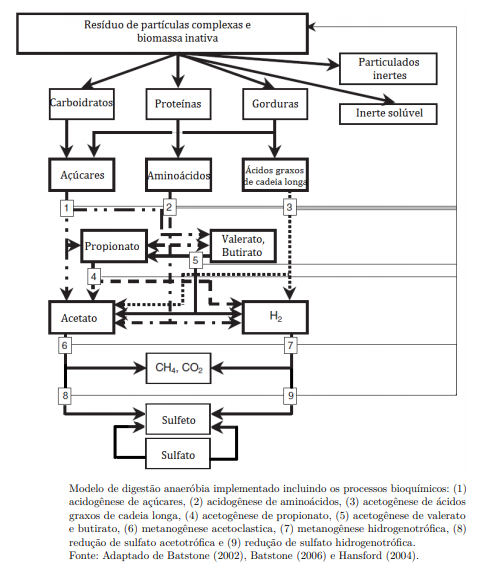 Resíduo de partículas complexas e
biomassa inativa
Particulados
inertes
Carboidratos
Proteínas
Gorduras
Inerte solúvel
Açúcares
Aminoácidos
Ácidos graxos
de cadeia longa
1
2
3
Propionato
Valerato,
Butirato
5
4
Acetato
H2
6
7
CH4, CO2
8
9
Sulfeto
Sulfato
Modelo de digestão anaeróbia implementado incluindo os processos bioquímicos: (1)
acidogênese de açúcares, (2) acidogênese de aminoácidos, (3) acetogênese de ácidos
graxos de cadeia longa, (4) acetogênese de propionato, (5) acetogênese de valerato
e butirato, (6) metanogênese acetoclastica, (7) metanogênese hidrogenotrófica, (8)
redução de sulfato acetotrófica e (9) redução de sulfato hidrogenotrófica.
Fonte: Adaptado de Batstone (2002), Batstone (2006) e Hansford (2004).